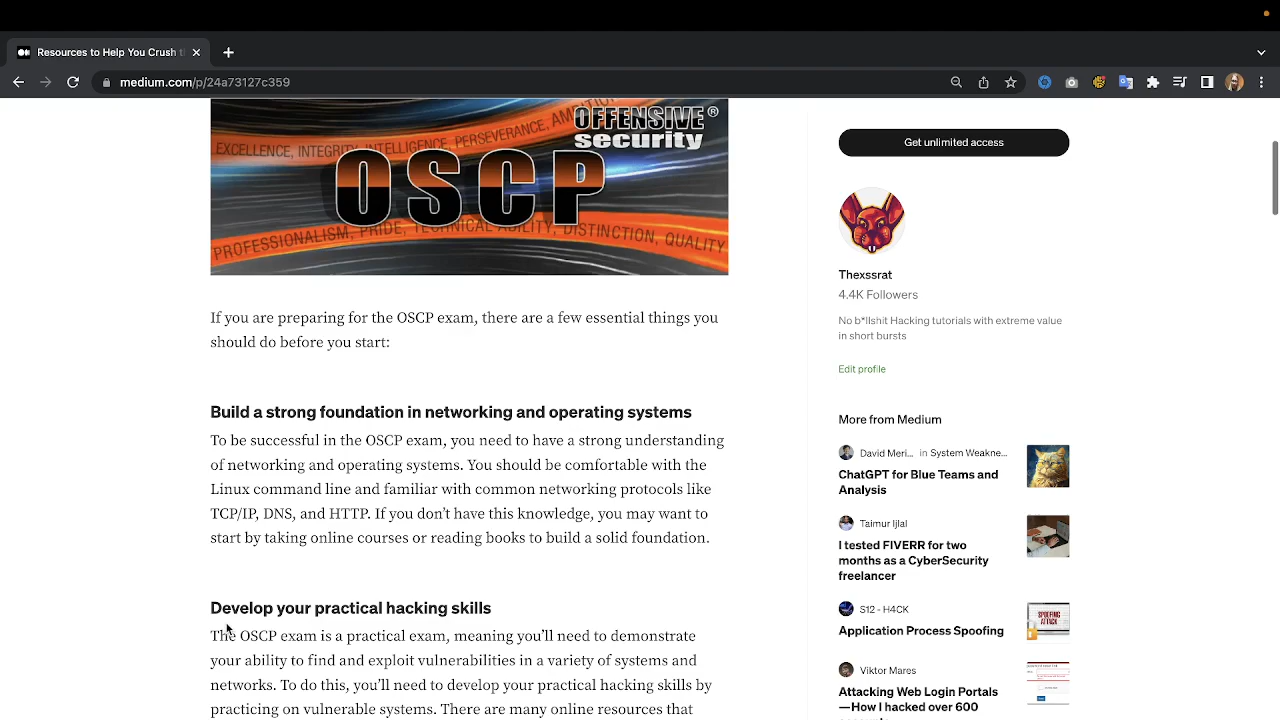 Resources to Help You Crush t
medium.com/p/24a73127c359
OFFENSIVE®
security
EXCELLENCE, INTEGRITY, INTELLIGENCE, PERSEVERANCE, AMBITION
OSCP
PROFESSIONALISM, PRIDE, TECHNICAL ABILITY, DISTINCTION, QUALITY
If you are preparing for the OSCP exam, there are a few essential things you
should do before you start:
Build a strong foundation in networking and operating systems
To be successful in the OSCP exam, you need to have a strong understanding
of networking and operating systems. You should be comfortable with the
Linux command line and familiar with common networking protocols like
TCP/IP, DNS, and HTTP. If you don't have this knowledge, you may want to
start by taking online courses or reading books to build a solid foundation.
Develop your practical hacking skills
The OSCP exam is a practical exam, meaning you'll need to demonstrate
your ability to find and exploit vulnerabilities in a variety of systems and
networks. To do this, you'll need to develop your practical hacking skills by
practicing on vulnerable systems. There are many online resources that
Get unlimited access
Thexssrat
4.4K Followers
No b*llshit Hacking tutorials with extreme value
in short bursts
Edit profile
More from Medium
David Meri... in System Weakne...
ChatGPT for Blue Teams and
Analysis
Taimur Ijlal
I tested FIVERR for two
months as a CyberSecurity
freelancer
S12 - H4CK
Application Process Spoofing
SPOOFING
ATTACK
Viktor Mares
Attacking Web Login Portals
—How I hacked over 600